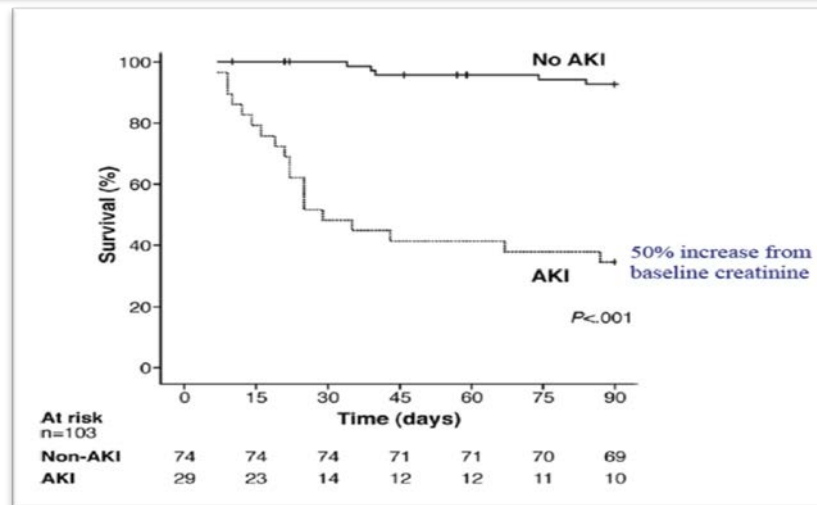 100
80
60
40
20
0
Survival (%)
No AKI
AKI
50% increase from
baseline creatinine
P<.001
0 15 30 45 60 75 90
Time (days)
At risk
n=103
Non-AKI 74 74 74 71 71 70 69
AKI 29 23 14 12 12 11 10